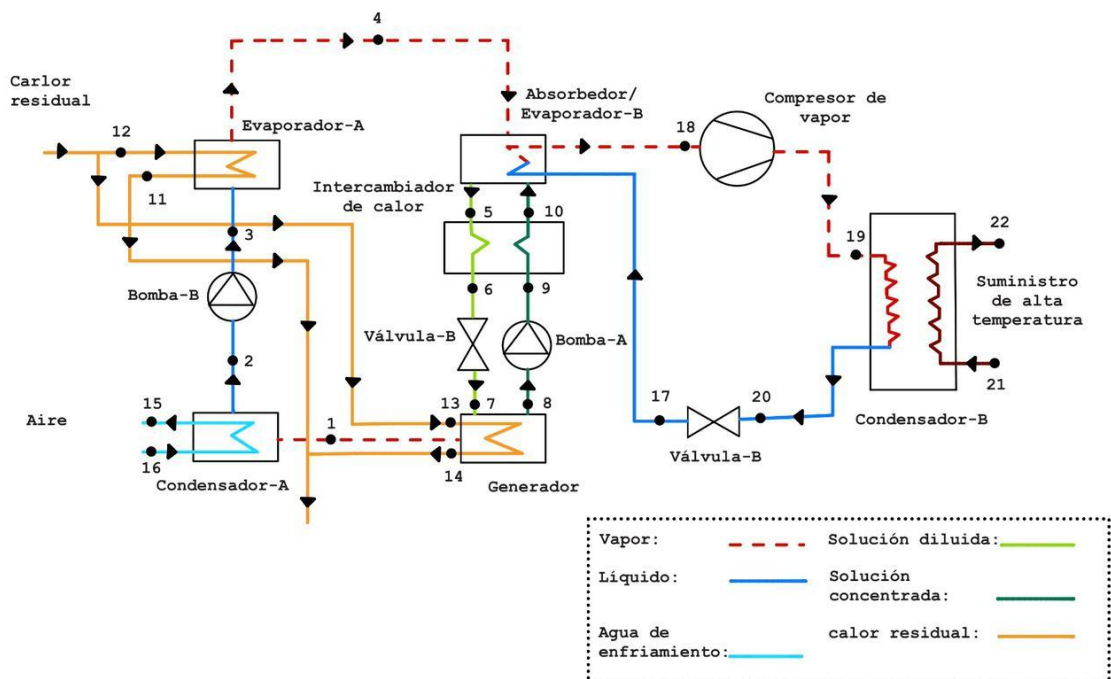 4
Carlor
residual
12
Evaporador-A
11
3
Bomba-B
2
Aire
15
16
Condensador-A
1
Absorbedor/
Evaporador-B
Compresor de
vapor
18
Intercambiador
de calor
5
10
6
9
Válvula-B
Bomba-A
7
8
13
14
Generador
17
20
Válvula-B
19
22
Suministro
de alta
temperatura
21
Condensador-B
Vapor:
Solución diluida:
Líquido:
Solución
concentrada:
Agua de
enfriamiento:
calor residual: